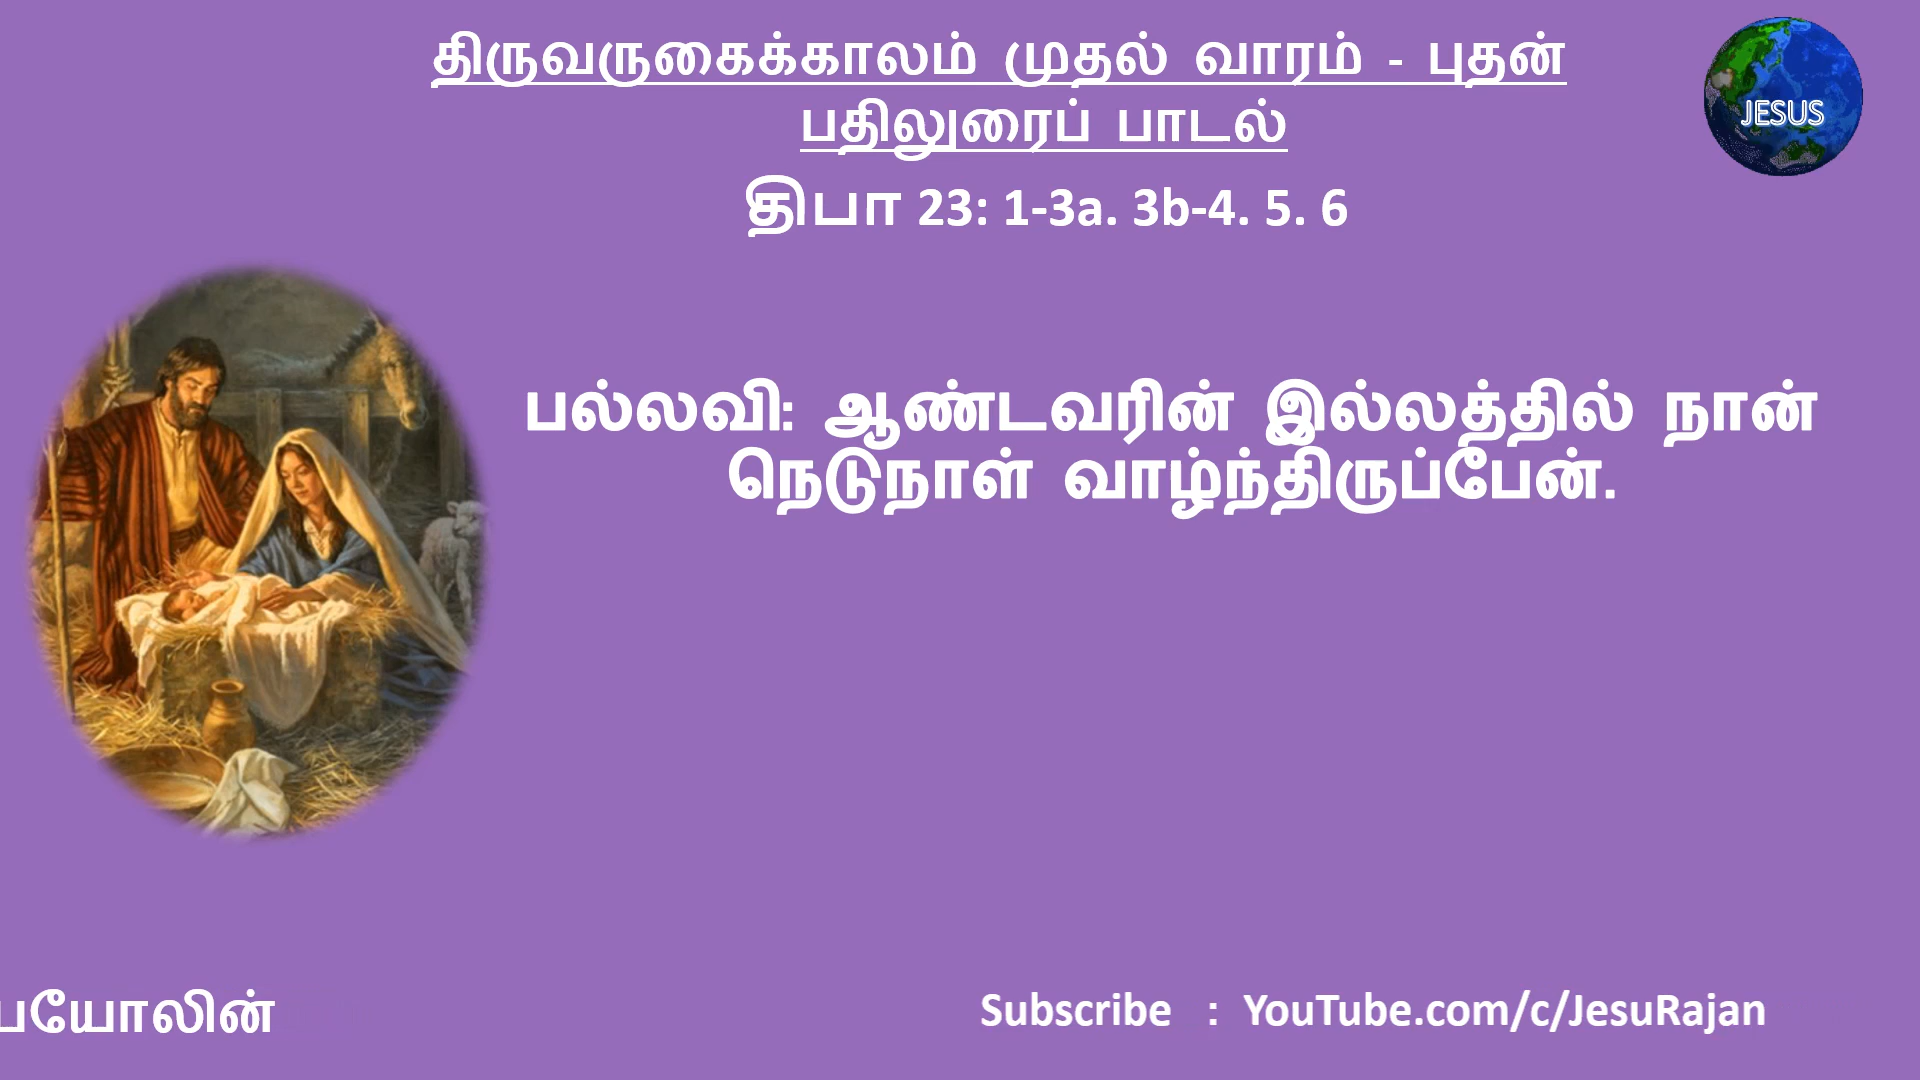 திருவருகைக்காலம் முதல் வாரம் - புதன்
பதிலுரைப் பாடல்
திபா 23: 1-3a. 3b-4. 5. 6
JESUS
பல்லவி: ஆண்டவரின் இல்லத்தில் நான்
நெடுநாள் வாழ்ந்திருப்பேன்.
பயோலின்
Subscribe : YouTube.com/c/JesuRajan